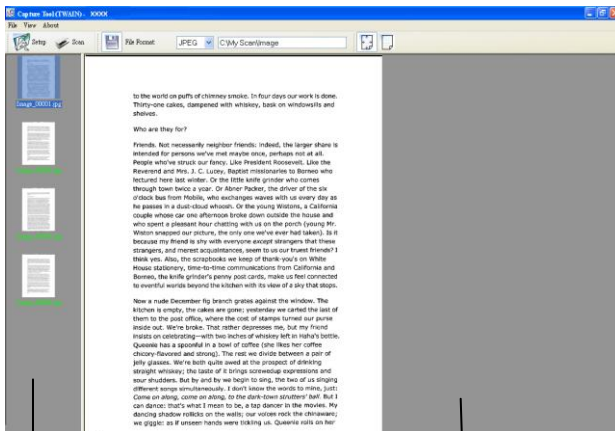 Capture Tool (TWAIN) - XXXX
File View About
Setup Scan File Format: JPEG C:\My Scan\Image
Image_00001.jpg
to the world on puffs of chimney smoke. In four days our work is done.
Thirty-one cakes, dampened with whiskey, bask on windowsills and
shelves.
Who are they for?
Friends. Not necessarily neighbor friends: indeed, the larger share is
intended for persons we've met maybe once, perhaps not at all.
People who've struck our fancy. Like President Roosevelt. Like the
Reverend and Mrs. J. C. Lucey, Baptist missionaries to Borneo who
lectured here last winter. Or the little knife grinder who comes
through town twice a year. Or Abner Packer, the driver of the six
o'clock bus from Mobile, who exchanges waves with us every day as
he passes in a dust-cloud whoosh. Or the young Wistons, a California
couple whose car one afternoon broke down outside the house and
who spent a pleasant hour chatting with us on the porch (young Mr.
Wiston snapped our picture, the only one we've ever had taken). Is it
because my friend is shy with everyone except strangers that these
strangers, and merest acquaintances, seem to us our truest friends? I
think yes. Also, the scrapbooks we keep of thank-you's on White
House stationery, time-to-time communications from California and
Borneo, the knife grinder's penny post cards, make us feel connected
to eventful worlds beyond the kitchen with its view of a sky that stops.
Now a nude December fig branch grates against the window. The
kitchen is empty, the cakes are gone; yesterday we carted the last of
them to the post office, where the cost of stamps turned our purse
inside out. We're broke. That rather depresses me, but my friend
insists on celebrating—with two inches of whiskey left in Haha's bottle.
Queenie has a spoonful in a bowl of coffee (she likes her coffee
chicory-flavored and strong). The rest we divide between a pair of
jelly glasses. We're both quite awed at the prospect of drinking
straight whiskey; the taste of it brings screwedup expressions and
sour shudders. But by and by we begin to sing, the two of us singing
different songs simultaneously. I don't know the words to mine, just:
Come on along, come on along, to the dark-town strutters' ball. But I
can dance: that's what I mean to be, a tap dancer in the movies. My
dancing shadow rollicks on the walls; our voices rock the chinaware;
we giggle: as if unseen hands were tickling us. Queenie rolls on her